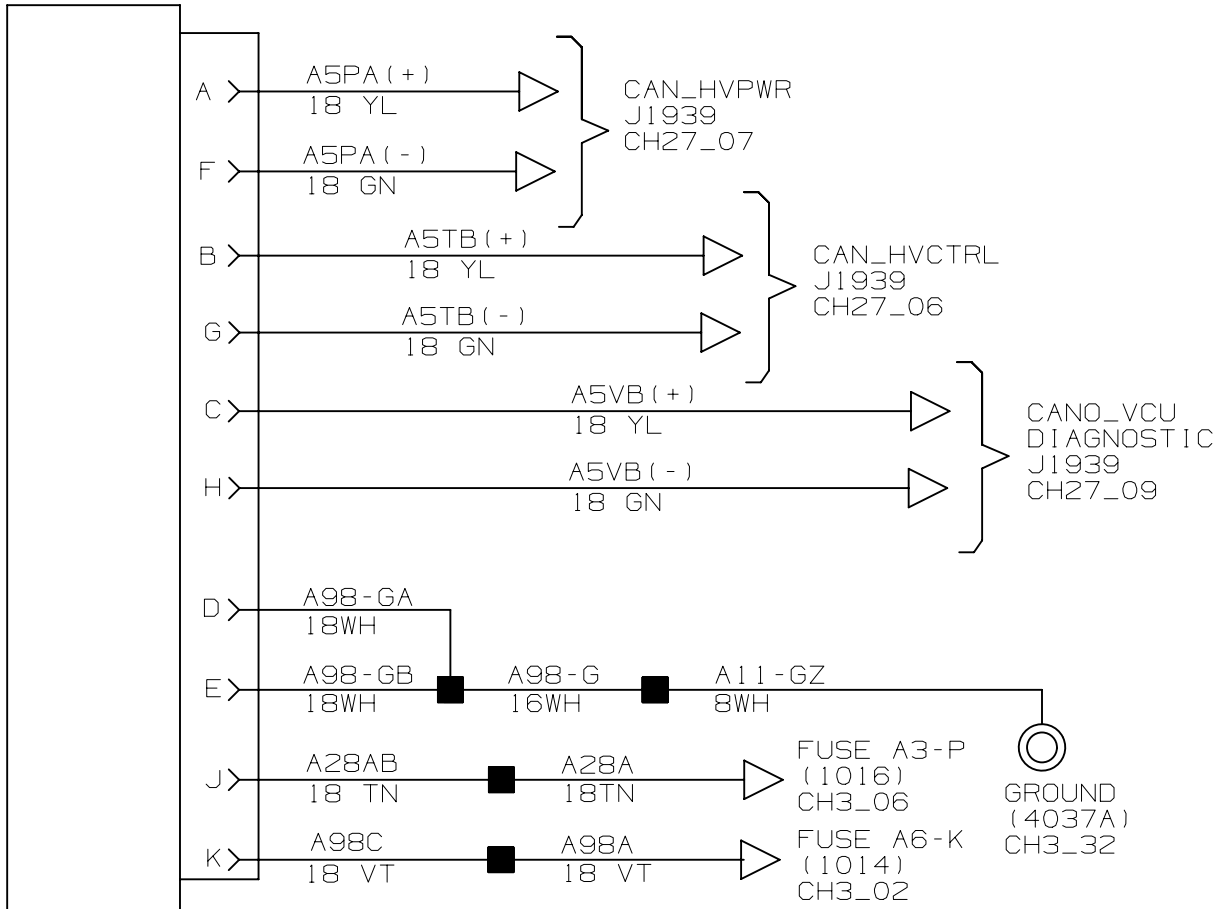 A
A5PA(+)
18 YL
F
A5PA(-)
18 GN
CAN_HVPWR
J1939
CH27_07
B
A5TB(+)
18 YL
G
A5TB(-)
18 GN
CAN_HVCTRL
J1939
CH27_06
C
A5VB(+)
18 YL
H
A5VB(-)
18 GN
CAN0_VCU
DIAGNOSTIC
J1939
CH27_09
D
A98-GA
18WH
E
A98-GB
18WH
A98-G
16WH
A11-GZ
8WH
GROUND
(4037A)
CH3_32
J
A28AB
18 TN
A28A
18TN
FUSE A3-P
(1016)
CH3_06
K
A98C
18 VT
A98A
18 VT
FUSE A6-K
(1014)
CH3_02